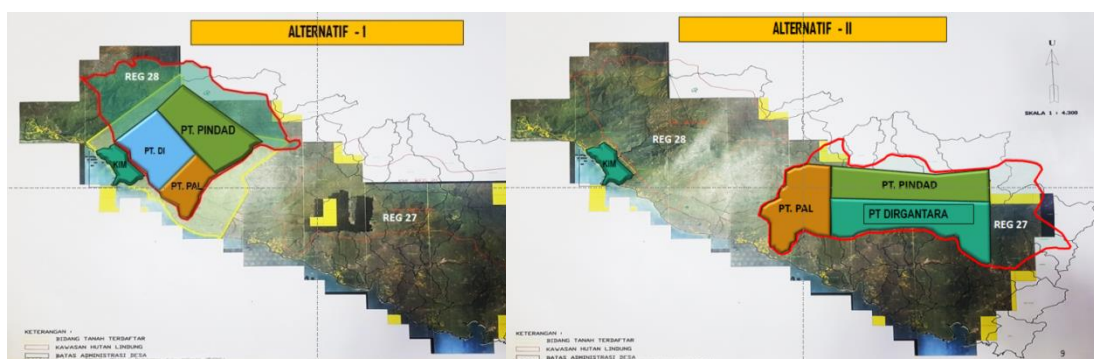 ALTERNATIF - I
REG 28
PT. PINDAD
PT. DI
KIM
PT. PAL
REG 27
KETERANGAN :
BIDANG TANAH TERDAFTAR
KAWASAN HUTAN LINDUNG
BATAS ADMINISTRASI DESA
ALTERNATIF - II
U
SKALA 1 : 4.300
REG 28
KIM
PT. PINDAD
PT. PAL
PT DIRGANTARA
REG 27
KETERANGAN :
BIDANG TANAH TERDAFTAR
KAWASAN HUTAN LINDUNG
BATAS ADMINISTRASI DESA
9